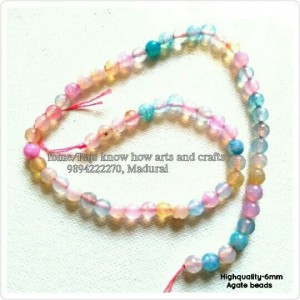 know how arts and crafts
9894222270, Madurai
Highquality-6mm
Agate beads